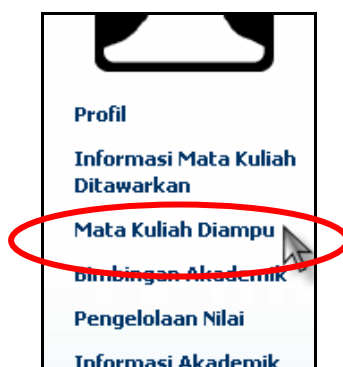 Profil
Informasi Mata Kuliah
Ditawarkan
Mata Kuliah Diampu
Bimbingan Akademik
Pengelolaan Nilai
Informasi Akademik